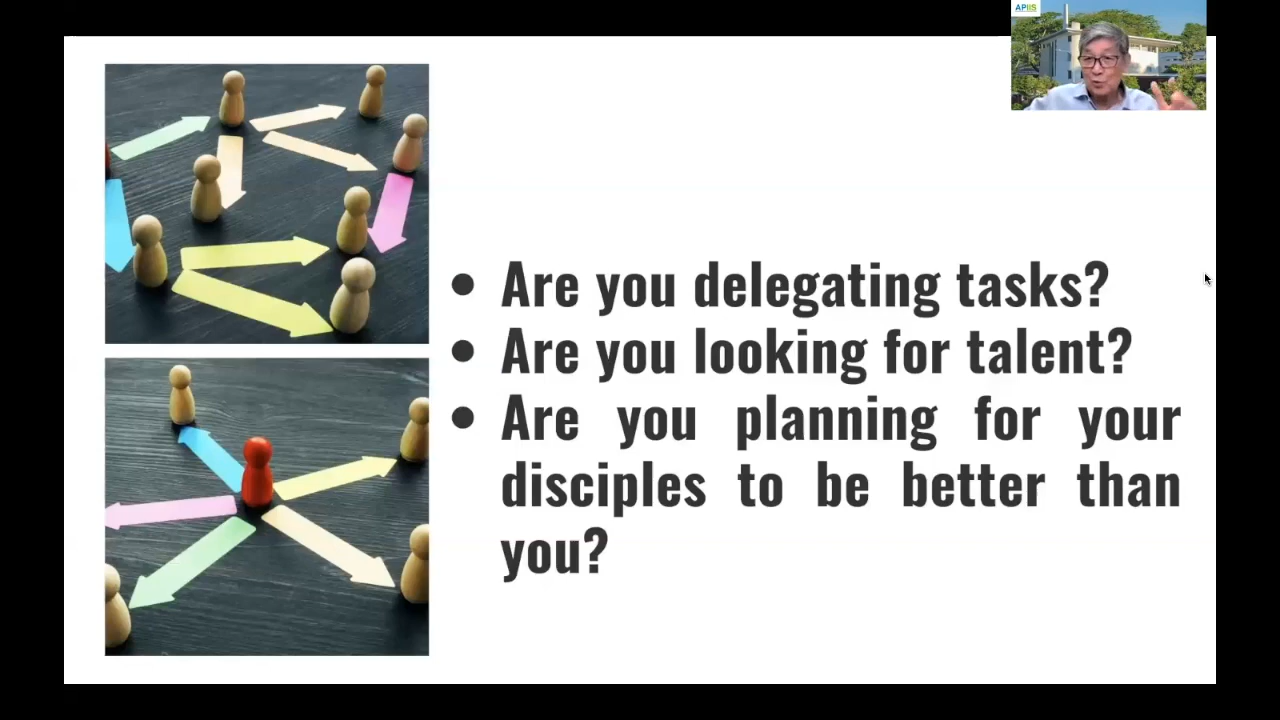 APIIS
• Are you delegating tasks?
• Are you looking for talent?
• Are you planning for your
disciples to be better than
you?